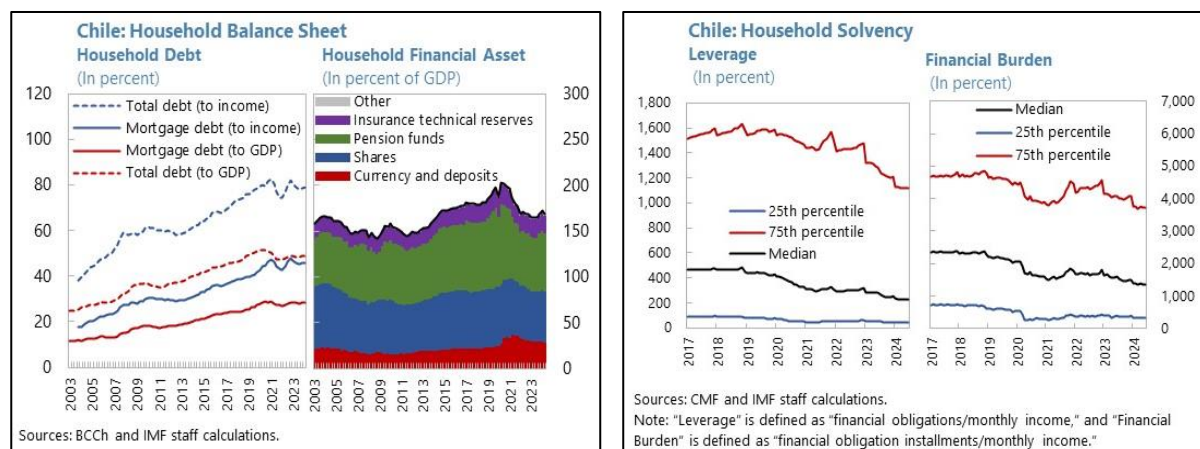 Chile: Household Balance Sheet
Household Debt
(In percent)
Household Financial Asset
(In percent of GDP)
120
100
80
60
40
20
0
Total debt (to income)
Mortgage debt (to income)
Mortgage debt (to GDP)
Total debt (to GDP)
2003
2005
2007
2009
2011
2013
2015
2017
2019
2021
2023
Other
Insurance technical reserves
Pension funds
Shares
Currency and deposits
300
250
200
150
100
50
0
2003
2005
2007
2009
2011
2013
2015
2017
2019
2021
2023
Sources: BCCh and IMF staff calculations.
Chile: Household Solvency
Leverage
(In percent)
Financial Burden
(In percent)
1,800
1,600
1,400
1,200
1,000
800
600
400
200
0
25th percentile
75th percentile
Median
2017
2018
2019
2020
2021
2022
2023
2024
Median
25th percentile
75th percentile
7,000
6,000
5,000
4,000
3,000
2,000
1,000
0
2017
2018
2019
2020
2021
2022
2023
2024
Sources: CMF and IMF staff calculations.
Note: "Leverage" is defined as "financial obligations/monthly income," and "Financial
Burden" is defined as "financial obligation installments/monthly income."